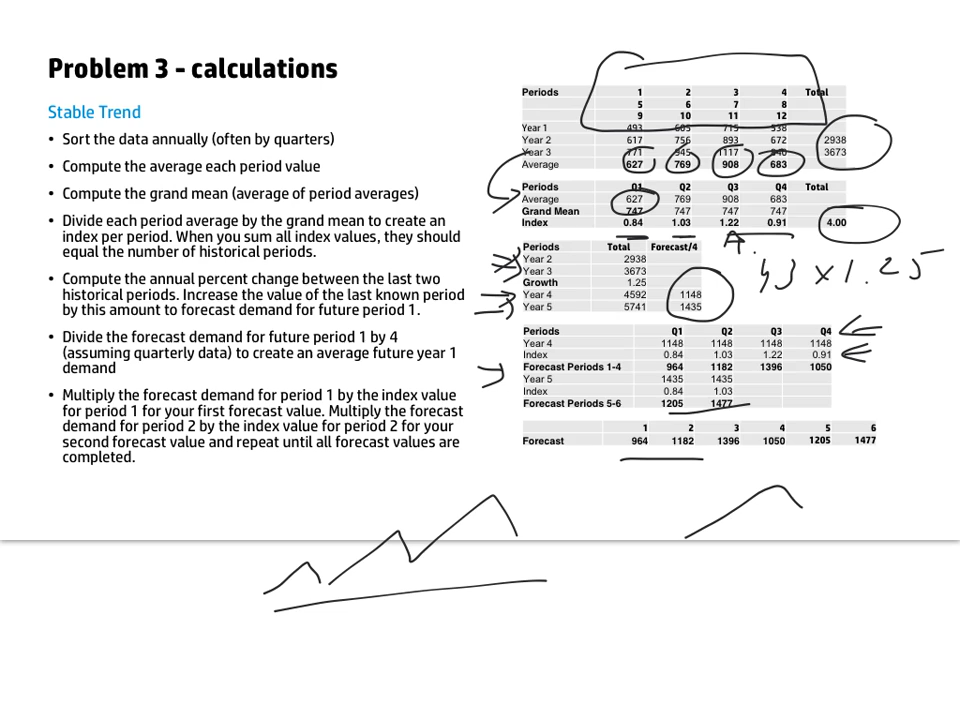 Problem 3 - calculations
Stable Trend
• Sort the data annually (often by quarters)
• Compute the average each period value
• Compute the grand mean (average of period averages)
• Divide each period average by the grand mean to create an
index per period. When you sum all index values, they should
equal the number of historical periods.
• Compute the annual percent change between the last two
historical periods. Increase the value of the last known period
by this amount to forecast demand for future period 1.
• Divide the forecast demand for future period 1 by 4
(assuming quarterly data) to create an average future year 1
demand
• Multiply the forecast demand for period 1 by the index value
for period 1 for your first forecast value. Multiply the forecast
demand for period 2 by the index value for period 2 for your
second forecast value and repeat until all forecast values are
completed.
Periods 1 2 3 4 Total
5 6 7 8
9 10 11 12
Year 1 493 605 715 538
Year 2 617 756 893 672 2938
Year 3 771 945 1117 840 3673
Average 627 769 908 683
Periods Q1 Q2 Q3 Q4 Total
Average 627 769 908 683
Grand Mean 747 747 747 747
Index 0.84 1.03 1.22 0.91 4.00
Periods Total Forecast/4
Year 2 2938
Year 3 3673
Growth 1.25
Year 4 4592 1148
Year 5 5741 1435
× 1.25
Periods Q1 Q2 Q3 Q4
Year 4 1148 1148 1148 1148
Index 0.84 1.03 1.22 0.91
Forecast Periods 1-4 964 1182 1396 1050
Year 5 1435 1435
Index 0.84 1.03
Forecast Periods 5-6 1205 1477
1 2 3 4 5 6
Forecast 964 1182 1396 1050 1205 1477